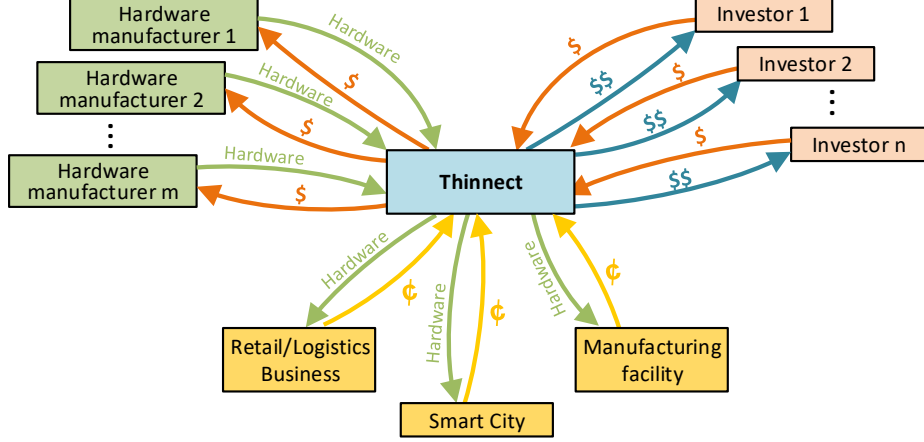 Hardware
manufacturer 1
Hardware
$
Hardware
manufacturer 2
Hardware
$
⋮
Hardware
manufacturer m
Hardware
$
Thinnect
Investor 1
$
$$
Investor 2
$
$$
⋮
Investor n
$
$$
Hardware
¢
Hardware
¢
Hardware
¢
Retail/Logistics
Business
Smart City
Manufacturing
facility